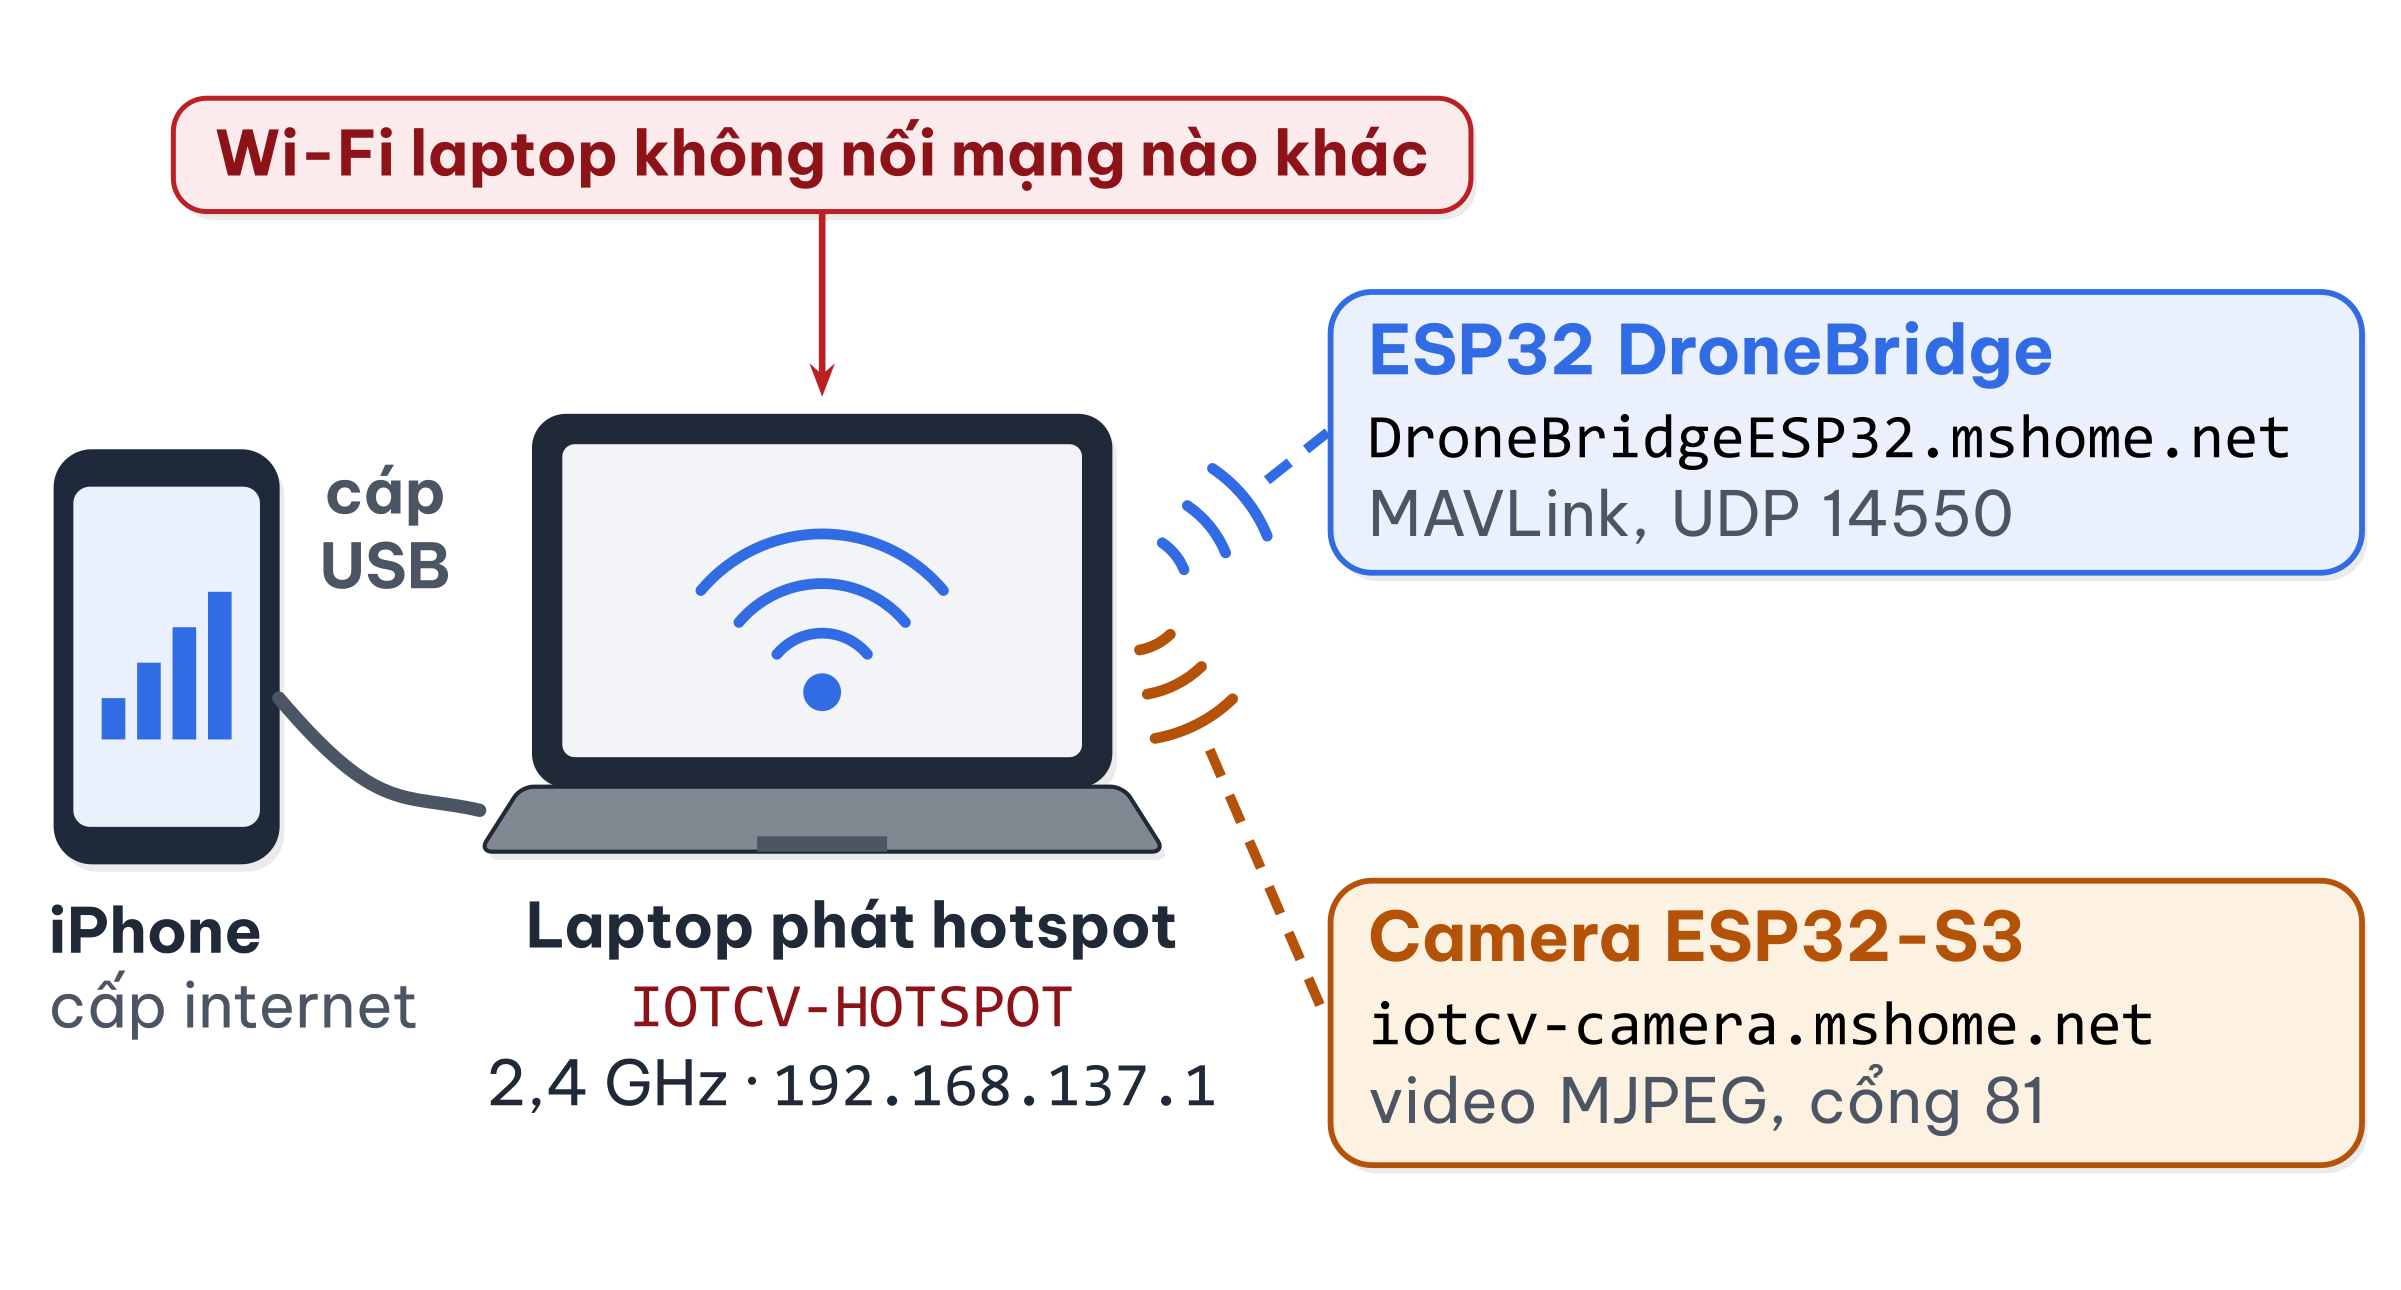 Wi-Fi laptop không nối mạng nào khác
cáp
USB
iPhone
cấp internet
Laptop phát hotspot
IOTCV-HOTSPOT
2,4 GHz · 192.168.137.1
ESP32 DroneBridge
DroneBridgeESP32.mshome.net
MAVLink, UDP 14550
Camera ESP32-S3
iotcv-camera.mshome.net
video MJPEG, cổng 81